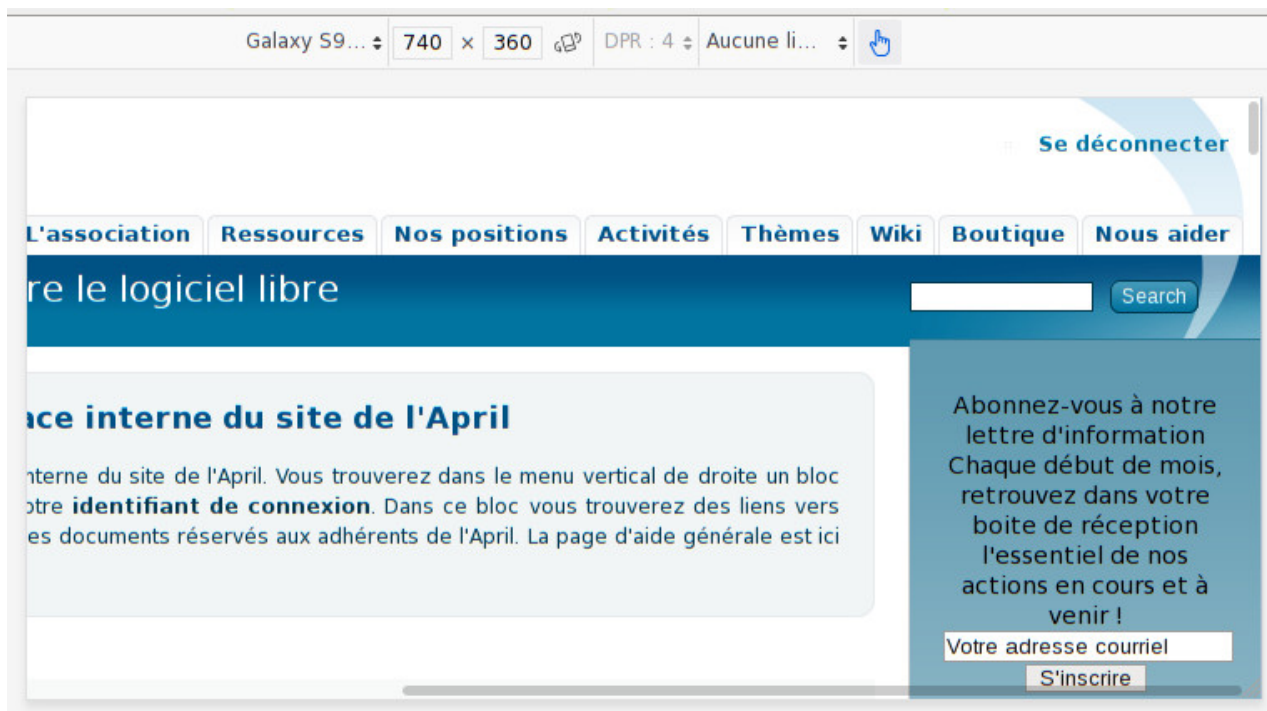 Galaxy S9... 740 × 360 DPR : 4 Aucune li...
Se déconnecter
L'association Ressources Nos positions Activités Thèmes Wiki Boutique Nous aider
re le logiciel libre
Search
ace interne du site de l'April
nterne du site de l'April. Vous trouverez dans le menu vertical de droite un bloc
otre identifiant de connexion. Dans ce bloc vous trouverez des liens vers
es documents réservés aux adhérents de l'April. La page d'aide générale est ici
Abonnez-vous à notre
lettre d'information
Chaque début de mois,
retrouvez dans votre
boite de réception
l'essentiel de nos
actions en cours et à
venir !
Votre adresse courriel
S'inscrire